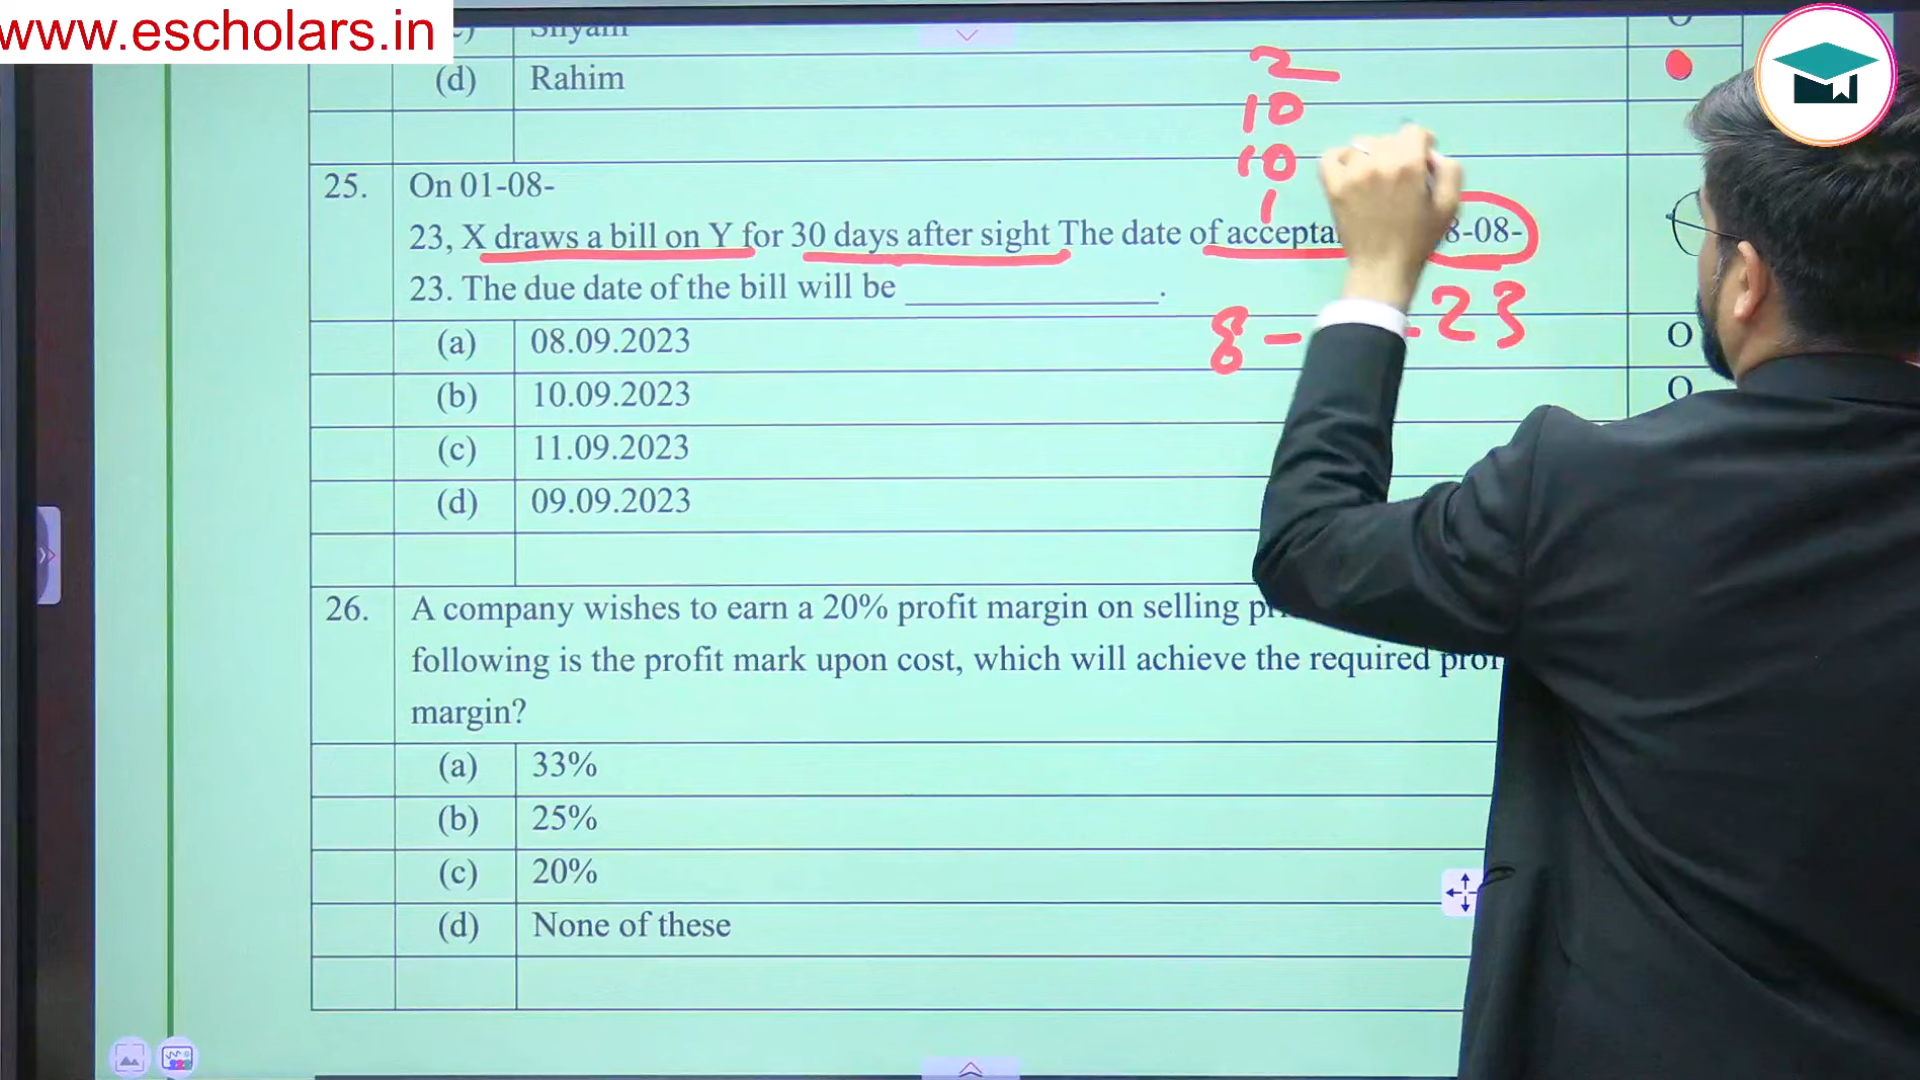 www.escholars.in
(d) Rahim
2
10
10
1
25. On 01-08-
23, X draws a bill on Y for 30 days after sight The date of 8-08-
23. The due date of the bill will be ______________.
8 - 23
(a) 08.09.2023 O
(b) 10.09.2023 O
(c) 11.09.2023
(d) 09.09.2023
26. A company wishes to earn a 20% profit margin on selling
following is the profit mark upon cost, which will achieve the required
margin?
(a) 33%
(b) 25%
(c) 20%
(d) None of these